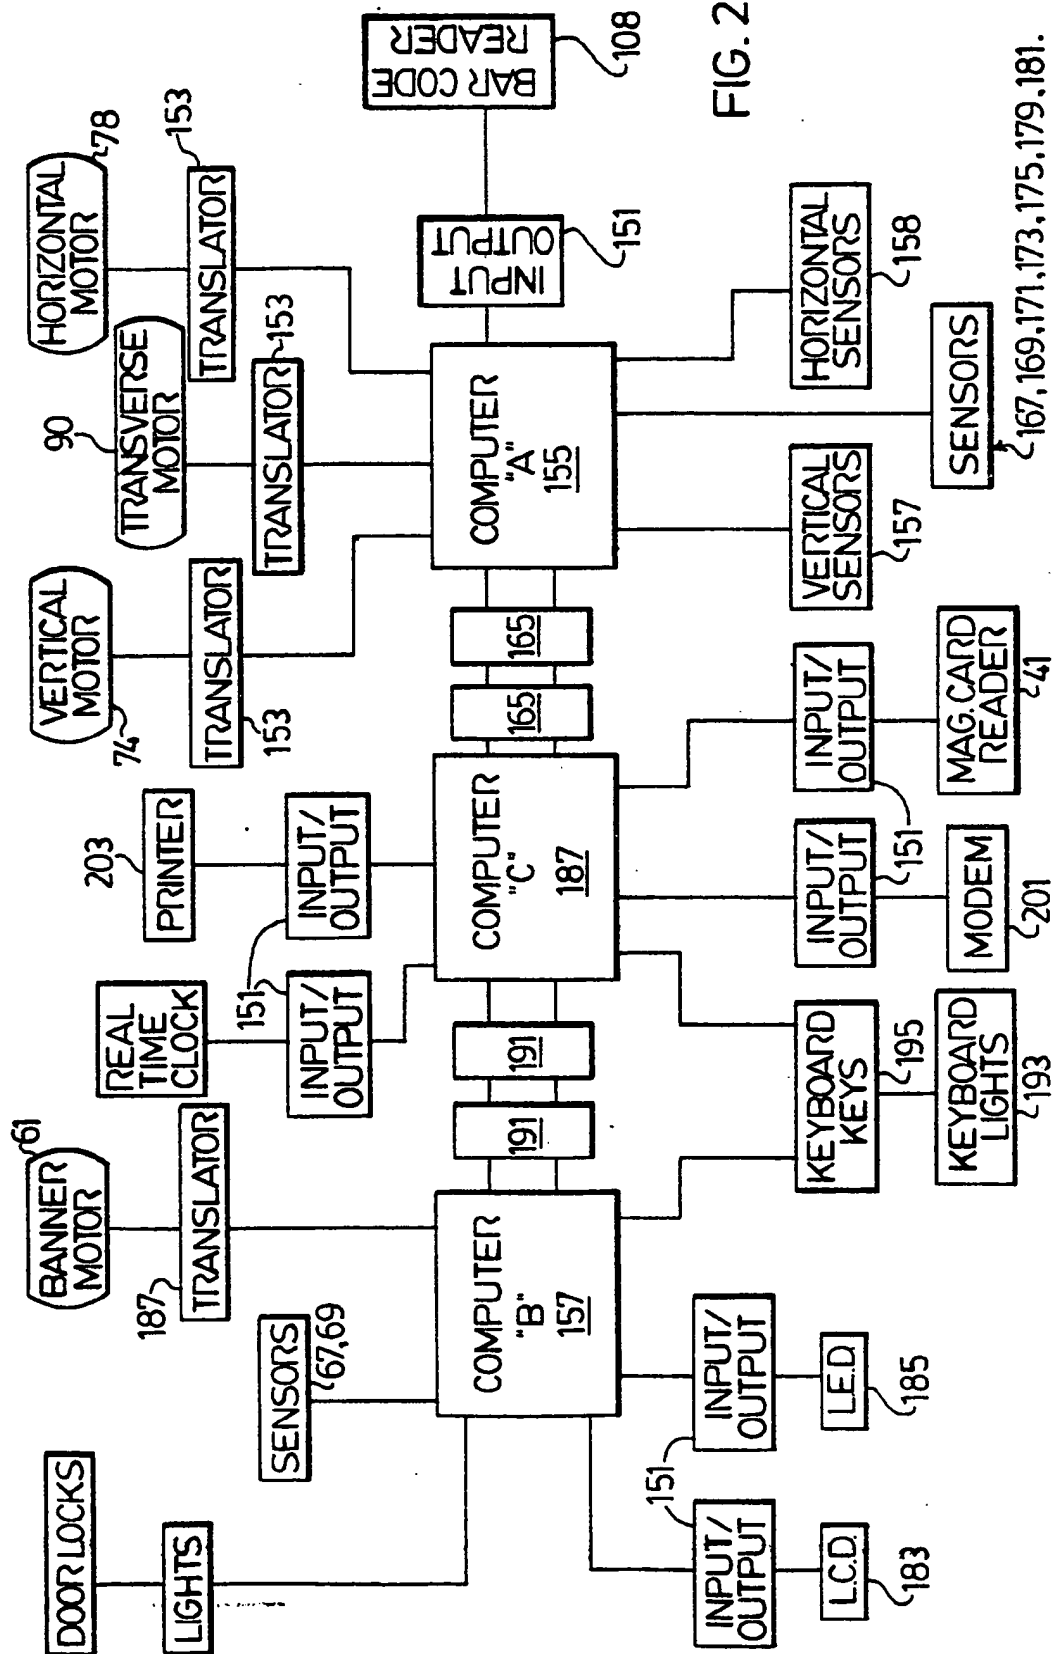 DOOR LOCKS
LIGHTS
SENSORS
67,69
BANNER
MOTOR
61
187
TRANSLATOR
REAL
TIME
CLOCK
151
INPUT/
OUTPUT
203
PRINTER
INPUT/
OUTPUT
VERTICAL
MOTOR
74
TRANSLATOR
153
90
TRANSVERSE
MOTOR
TRANSLATOR
153
HORIZONTAL
MOTOR
78
TRANSLATOR
153
COMPUTER
"B"
157
191
191
COMPUTER
"C"
187
165
165
COMPUTER
"A"
155
INPUT
OUTPUT
151
BAR CODE
READER
108
INPUT/
OUTPUT
151
L.C.D.
183
INPUT/
OUTPUT
L.E.D.
185
KEYBOARD
KEYS
195
KEYBOARD
LIGHTS
193
INPUT/
OUTPUT
151
MODEM
201
INPUT/
OUTPUT
MAG.CARD
READER
41
VERTICAL
SENSORS
157
SENSORS
167,169,171,173,175,179,181.
HORIZONTAL
SENSORS
158
FIG. 2